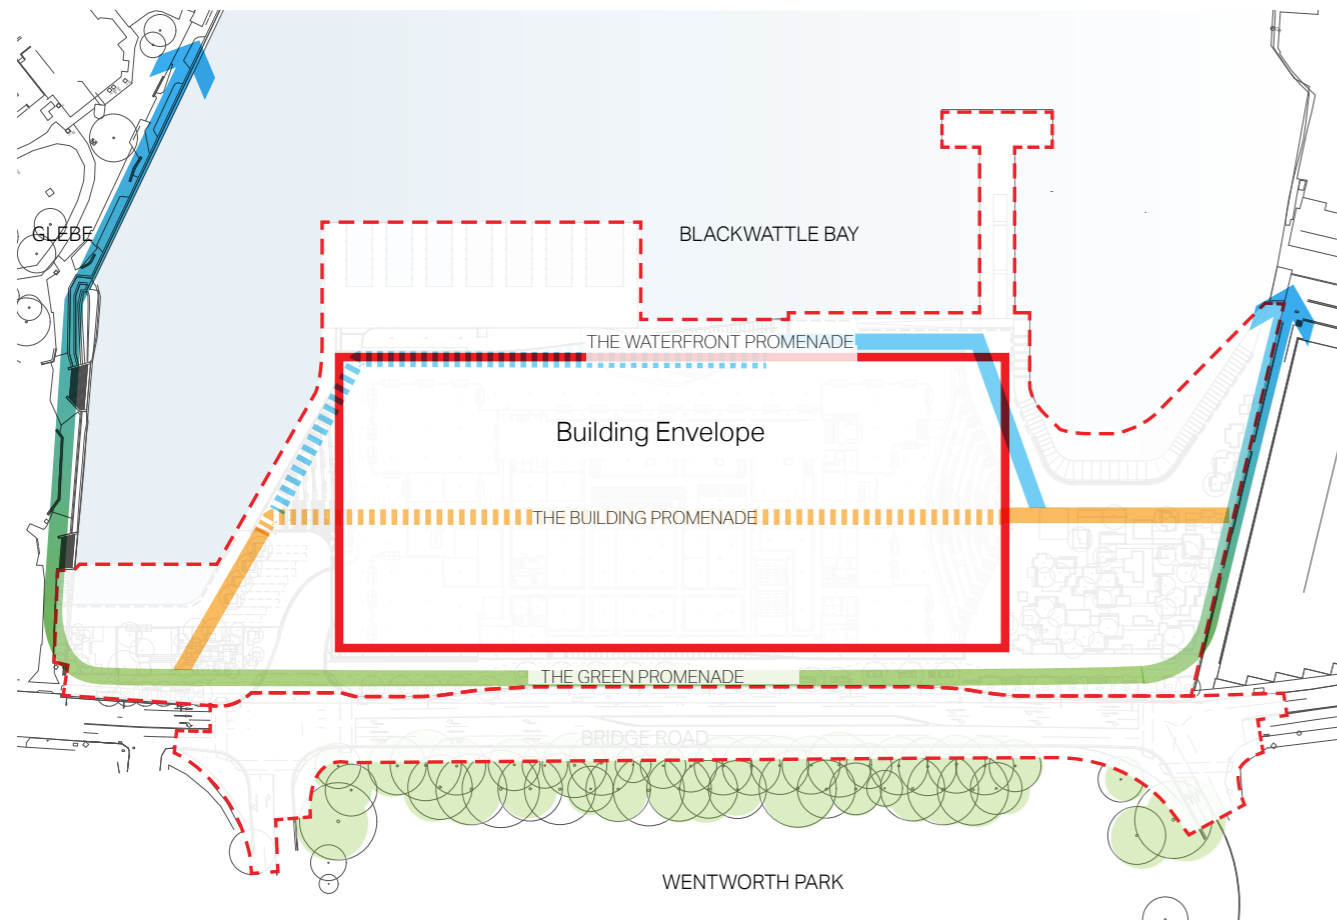 GLEBE
BLACKWATTLE BAY
THE WATERFRONT PROMENADE
Building Envelope
THE BUILDING PROMENADE
THE GREEN PROMENADE
BRIDGE ROAD
WENTWORTH PARK